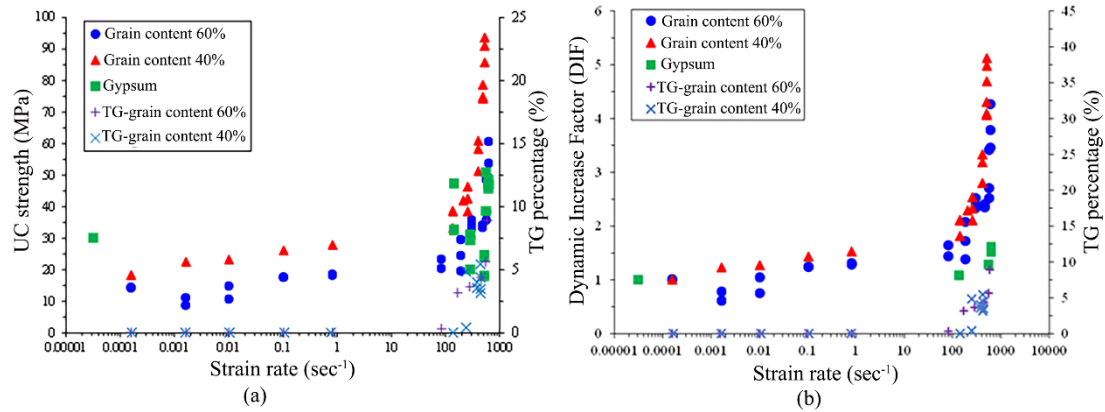 (a)
UC strength (MPa)
100
90
80
70
60
50
40
30
20
10
0
Grain content 60%
Grain content 40%
Gypsum
TG-grain content 60%
TG-grain content 40%
25
20
15
10
5
0
TG percentage (%)
0.00001 0.0001 0.001 0.01 0.1 1 10 100 1000
Strain rate (sec-1)
(a)
(b)
Dynamic Increase Factor (DIF)
6
5
4
3
2
1
0
Grain content 60%
Grain content 40%
Gypsum
TG-grain content 60%
TG-grain content 40%
45
40
35
30
25
20
15
10
5
0
TG percentage (%)
0.00001 0.0001 0.001 0.01 0.1 1 10 100 1000 10000
Strain rate (sec-1)
(b)